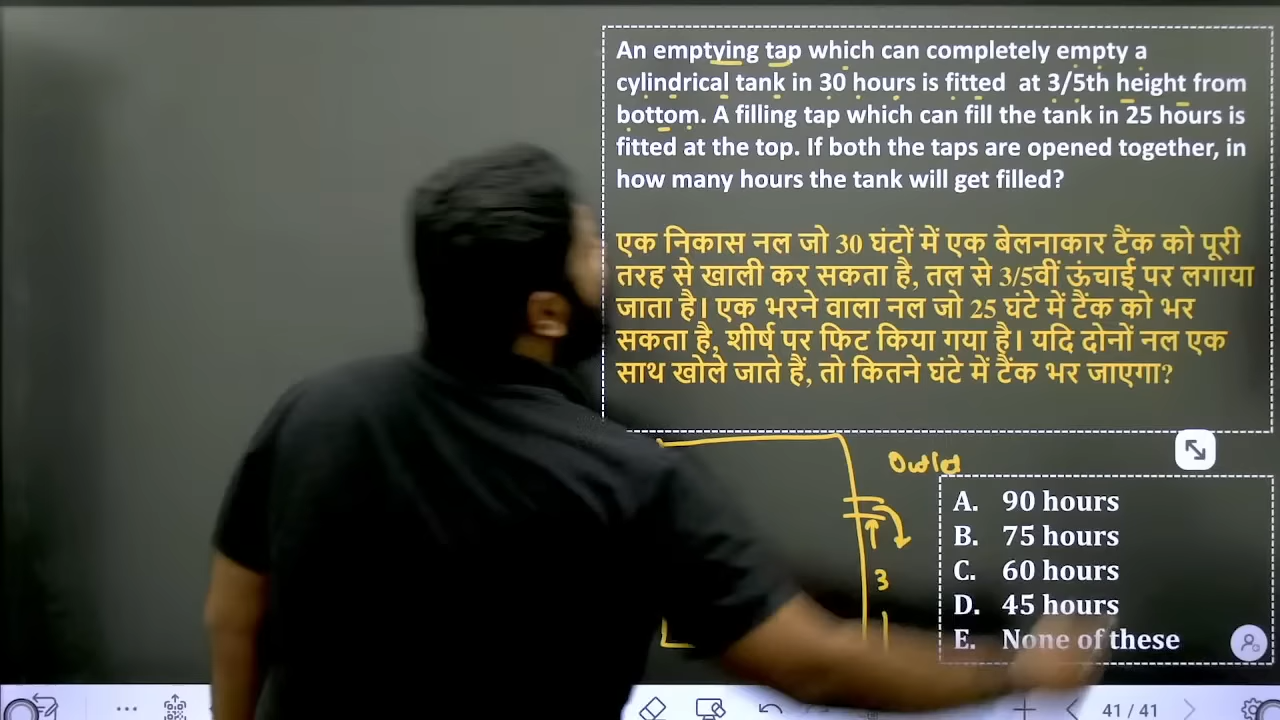 An emptying tap which can completely empty a
cylindrical tank in 30 hours is fitted at 3/5th height from
bottom. A filling tap which can fill the tank in 25 hours is
fitted at the top. If both the taps are opened together, in
how many hours the tank will get filled?
एक निकास नल जो 30 घंटों में एक बेलनाकार टैंक को पूरी
तरह से खाली कर सकता है, तल से 3/5वीं ऊंचाई पर लगाया
जाता है। एक भरने वाला नल जो 25 घंटे में टैंक को भर
सकता है, शीर्ष पर फिट किया गया है। यदि दोनों नल एक
साथ खोले जाते हैं, तो कितने घंटे में टैंक भर जाएगा?
Outlet
3
A. 90 hours
B. 75 hours
C. 60 hours
D. 45 hours
E. None of these
41 / 41